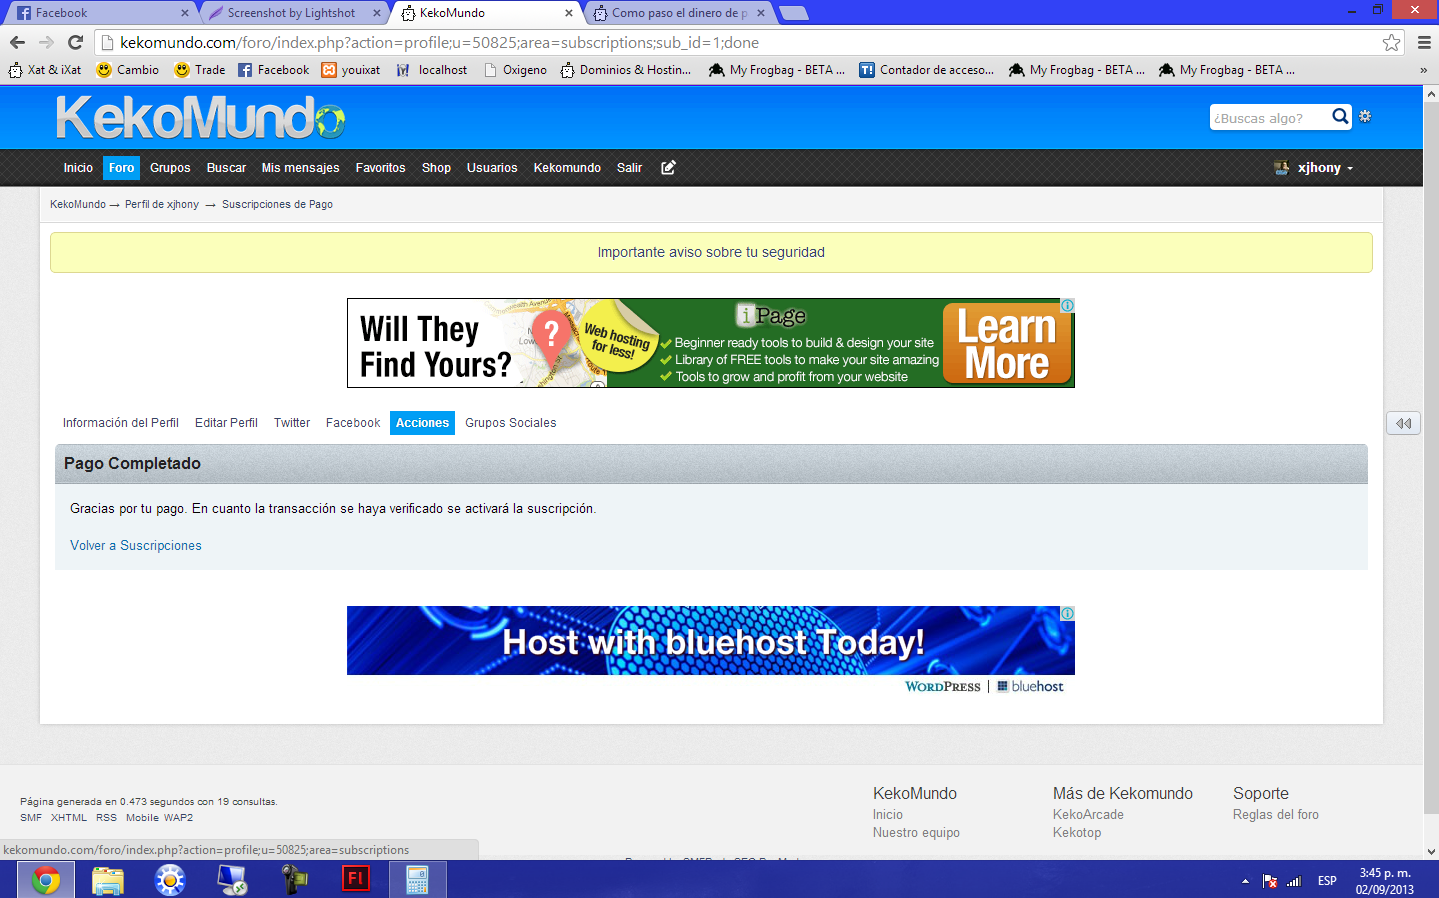 Facebook
Screenshot by Lightshot
KekoMundo
Como paso el dinero de p
kekomundo.com/foro/index.php?action=profile;u=50825;area=subscriptions;sub_id=1;done
Xat & iXat
Cambio
Trade
Facebook
youixat
localhost
Oxigeno
Dominios & Hostin...
My Frogbag - BETA ...
Contador de acceso...
My Frogbag - BETA ...
My Frogbag - BETA ...
»
KekoMundo
¿Buscas algo?
Inicio
Foro
Grupos
Buscar
Mis mensajes
Favoritos
Shop
Usuarios
Kekomundo
Salir
xjhony
KekoMundo → Perfil de xjhony → Suscripciones de Pago
Importante aviso sobre tu seguridad
Will They
Find Yours?
?
Web hosting
for less!
iPage
Beginner ready tools to build & design your site
Library of FREE tools to make your site amazing
Tools to grow and profit from your website
Learn
More
Información del Perfil
Editar Perfil
Twitter
Facebook
Acciones
Grupos Sociales
Pago Completado
Gracias por tu pago. En cuanto la transacción se haya verificado se activará la suscripción.
Volver a Suscripciones
Host with bluehost Today!
WORDPRESS | bluehost
Página generada en 0.473 segundos con 19 consultas.
SMF XHTML RSS Mobile WAP2
KekoMundo
Inicio
Nuestro equipo
Más de Kekomundo
KekoArcade
Kekotop
Soporte
Reglas del foro
kekomundo.com/foro/index.php?action=profile;u=50825;area=subscriptions
Fl
ESP
3:45 p. m.
02/09/2013